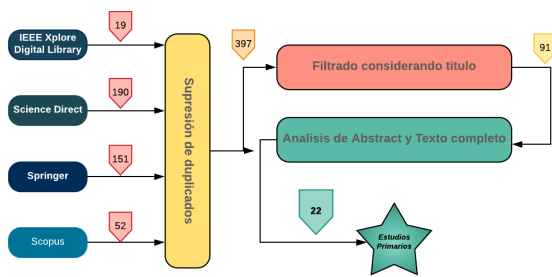 IEEE Xplore
Digital Library
19
Science Direct
190
Springer
151
Scopus
52
Supresión de duplicados
397
Filtrado considerando titulo
91
Analisis de Abstract y Texto completo
22
Estudios
Primarios